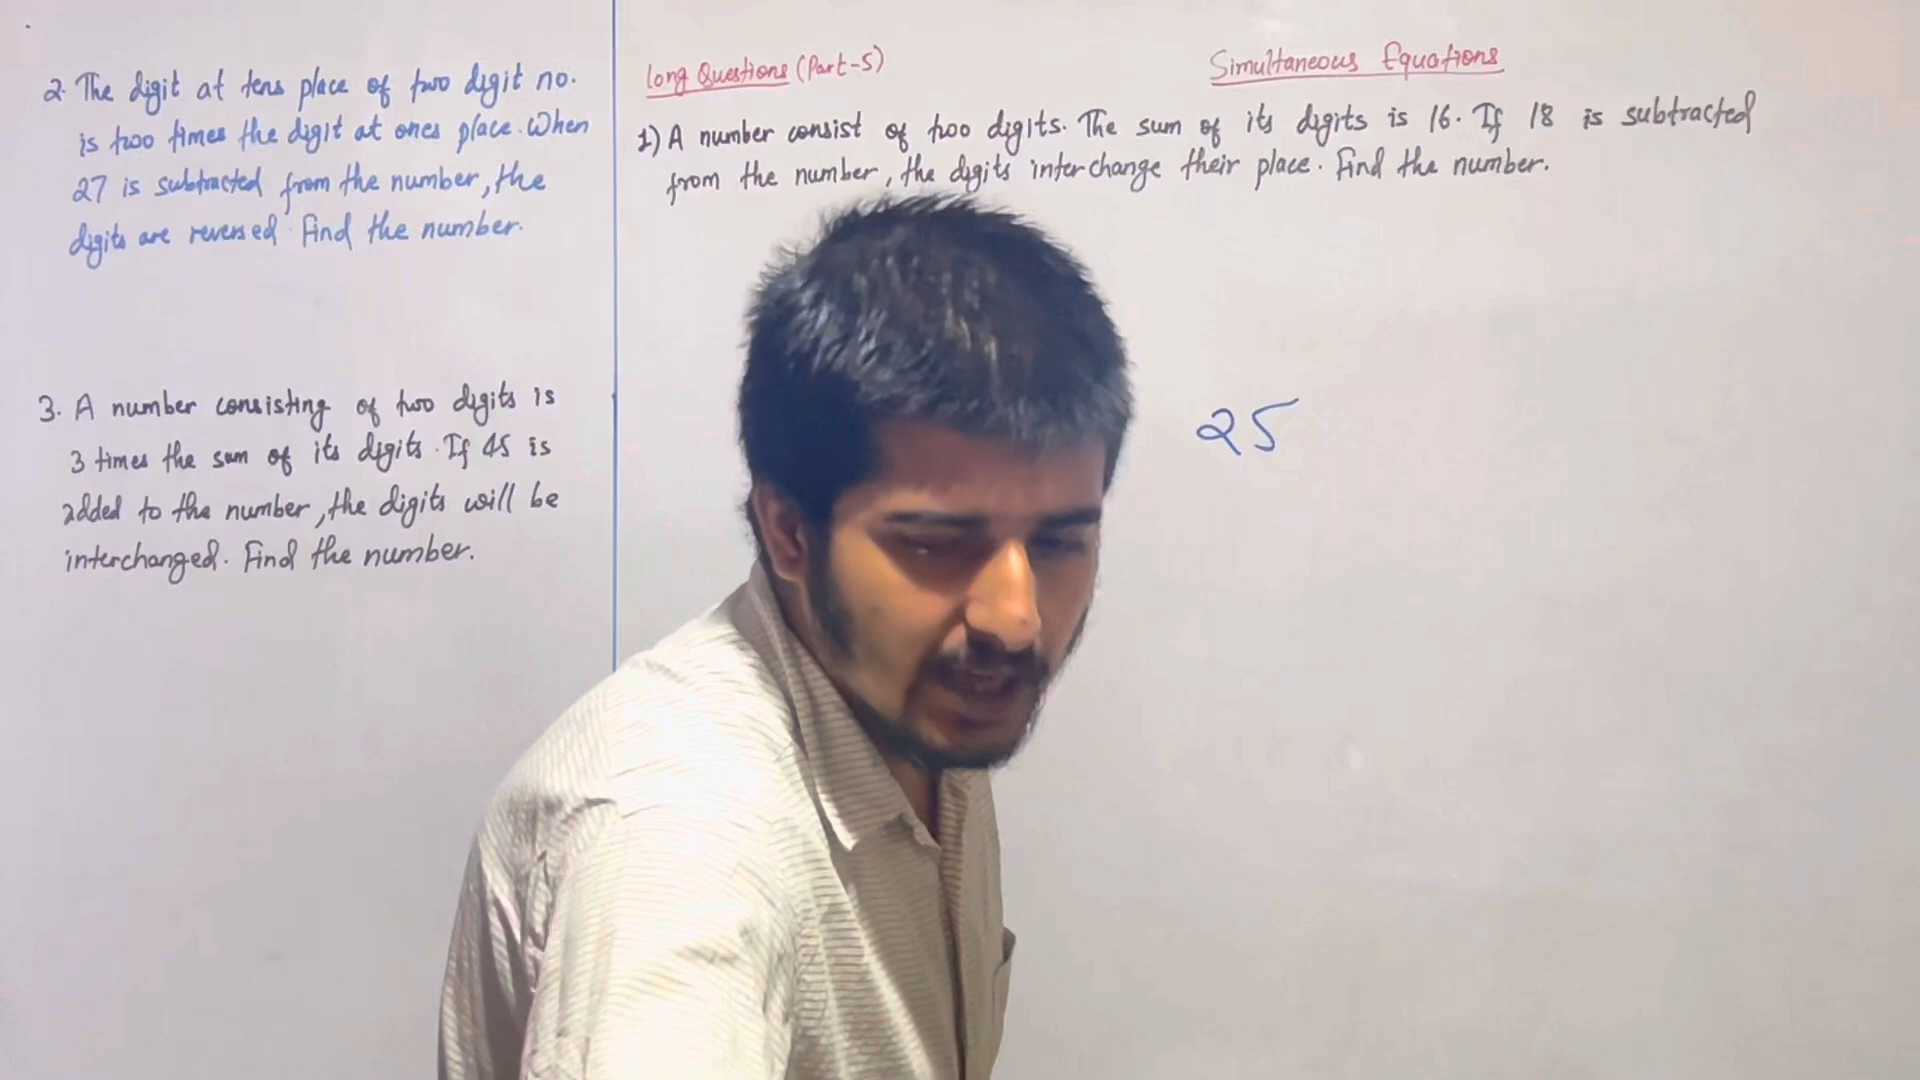 Long Questions (Part-5)
Simultaneous Equations
1) A number consist of two digits. The sum of its digits is 16. If 18 is subtracted
from the number, the digits interchange their place. Find the number.
2. The digit at tens place of two digit no.
is two times the digit at ones place. When
27 is subtracted from the number, the
digits are reversed. Find the number.
3. A number consisting of two digits is
3 times the sum of its digits. If 45 is
added to the number, the digits will be
interchanged. Find the number.
25